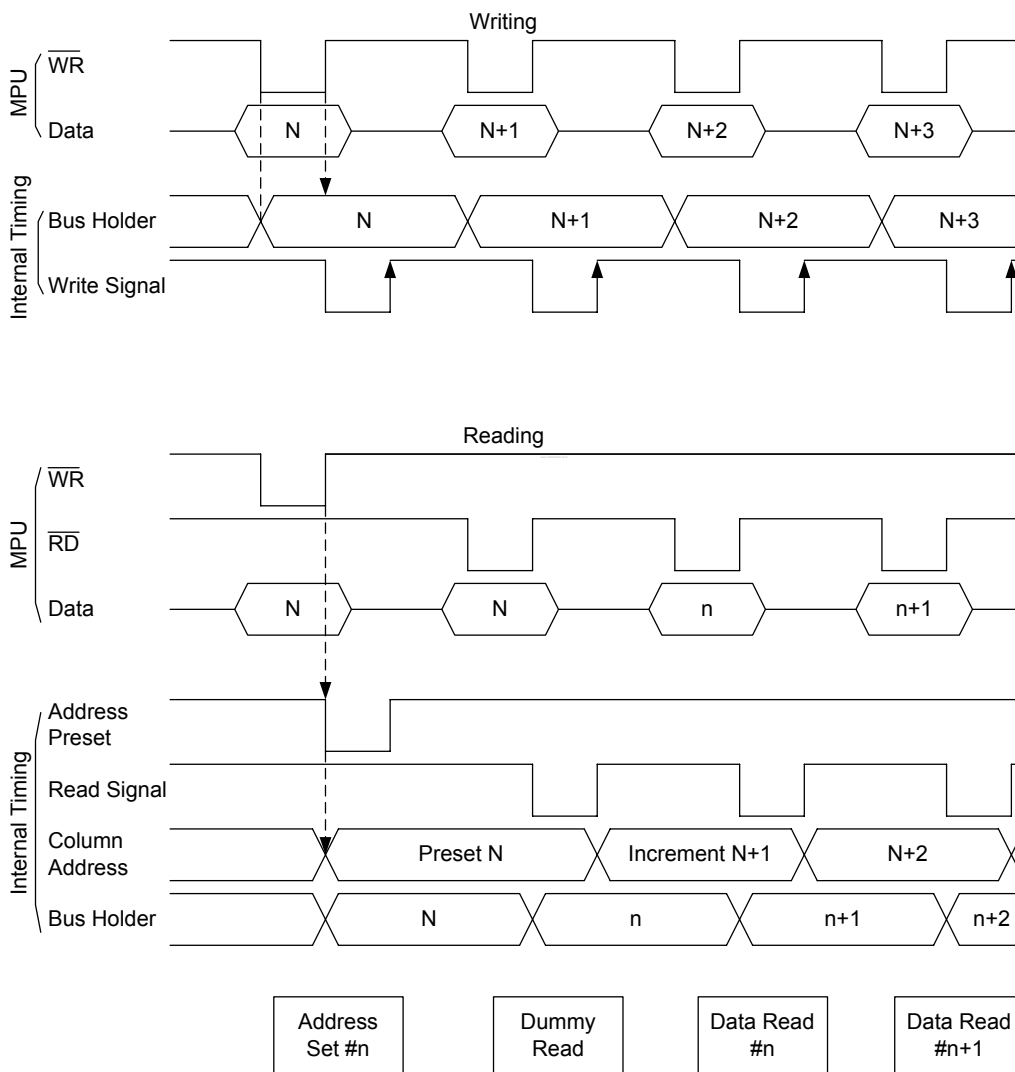 Writing
MPU
WR
Data
N
N+1
N+2
N+3
Internal Timing
Bus Holder
N
N+1
N+2
N+3
Write Signal
Reading
MPU
WR
RD
Data
N
N
n
n+1
Internal Timing
Address
Preset
Read Signal
Column
Address
Preset N
Increment N+1
N+2
Bus Holder
N
n
n+1
n+2
Address
Set #n
Dummy
Read
Data Read
#n
Data Read
#n+1